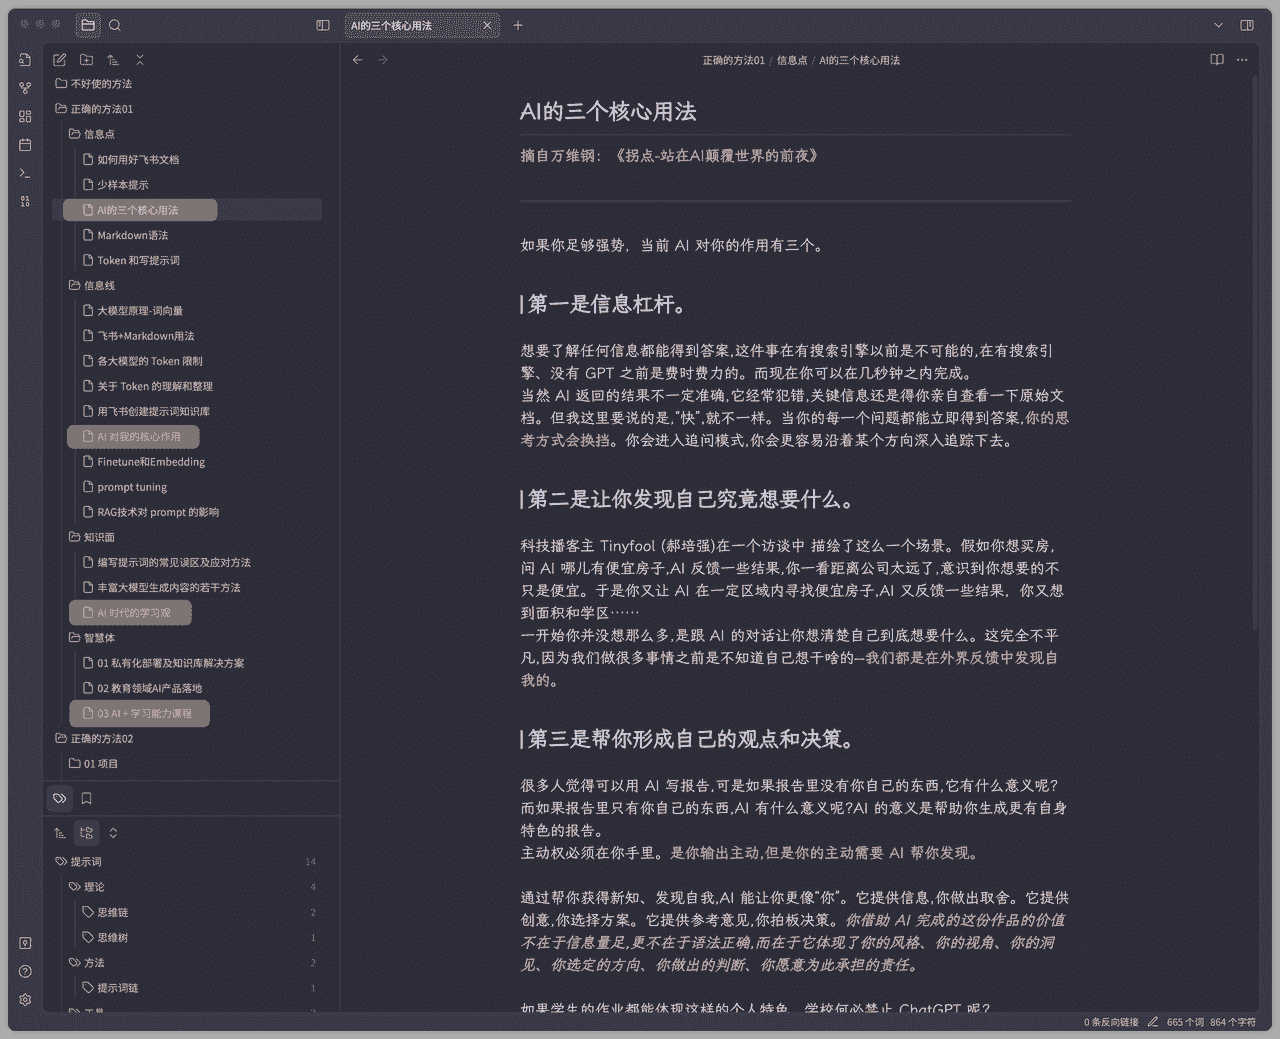 AI的三个核心用法
正确的方法01 / 信息点 / AI的三个核心用法
不好使的方法
正确的方法01
信息点
如何用好飞书文档
少样本提示
AI的三个核心用法
Markdown语法
Token 和写提示词
信息线
大模型原理-词向量
飞书+Markdown用法
各大模型的 Token 限制
关于 Token 的理解和整理
用飞书创建提示词知识库
AI 对我的核心作用
Finetune和Embedding
prompt tuning
RAG技术对 prompt 的影响
知识面
编写提示词的常见误区及应对方法
丰富大模型生成内容的若干方法
AI 时代的学习观
智慧体
01 私有化部署及知识库解决方案
02 教育领域AI产品落地
03 AI + 学习能力课程
正确的方法02
01 项目
提示词 14
理论 4
思维链 2
思维树 1
方法 2
提示词链 1
AI的三个核心用法
摘自万维钢：《拐点-站在AI颠覆世界的前夜》
如果你足够强势，当前 AI 对你的作用有三个。
第一是信息杠杆。
想要了解任何信息都能得到答案,这件事在有搜索引擎以前是不可能的,在有搜索引
擎、没有 GPT 之前是费时费力的。而现在你可以在几秒钟之内完成。
当然 AI 返回的结果不一定准确,它经常犯错,关键信息还是得你亲自查看一下原始文
档。但我这里要说的是,“快”,就不一样。当你的每一个问题都能立即得到答案,你的思
考方式会换挡。你会进入追问模式,你会更容易沿着某个方向深入追踪下去。
第二是让你发现自己究竟想要什么。
科技播客主 Tinyfool (郝培强)在一个访谈中 描绘了这么一个场景。假如你想买房,
问 AI 哪儿有便宜房子,AI 反馈一些结果,你一看距离公司太远了,意识到你想要的不
只是便宜。于是你又让 AI 在一定区域内寻找便宜房子,AI 又反馈一些结果，你又想
到面积和学区……
一开始你并没想那么多,是跟 AI 的对话让你想清楚自己到底想要什么。这完全不平
凡,因为我们做很多事情之前是不知道自己想干啥的--我们都是在外界反馈中发现自
我的。
第三是帮你形成自己的观点和决策。
很多人觉得可以用 AI 写报告,可是如果报告里没有你自己的东西,它有什么意义呢?
而如果报告里只有你自己的东西,AI 有什么意义呢?AI 的意义是帮助你生成更有自身
特色的报告。
主动权必须在你手里。是你输出主动,但是你的主动需要 AI 帮你发现。
通过帮你获得新知、发现自我,AI 能让你更像“你”。它提供信息,你做出取舍。它提供
创意,你选择方案。它提供参考意见,你拍板决策。你借助 AI 完成的这份作品的价值
不在于信息量足,更不在于语法正确,而在于它体现了你的风格、你的视角、你的洞
见、你选定的方向、你做出的判断、你愿意为此承担的责任。
如果学生的作业都能体现这样的个人特色，学校何必禁止 ChatGPT 呢?
0 条反向链接 665 个词 864 个字符